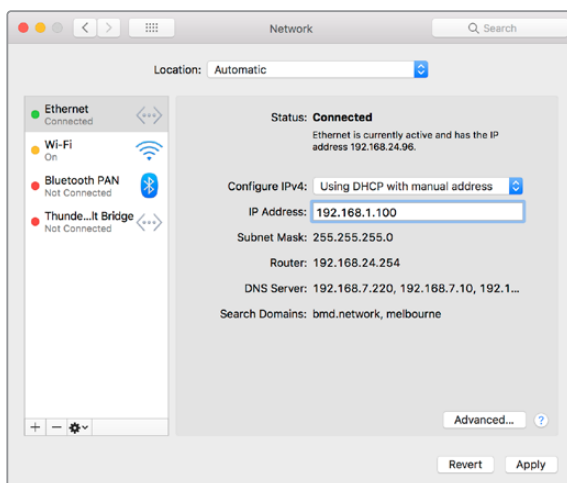 Network
Search
Location: Automatic
Ethernet
Connected
Wi-Fi
On
Bluetooth PAN
Not Connected
Thunde...lt Bridge
Not Connected
Status: Connected
Ethernet is currently active and has the IP
address 192.168.24.96.
Configure IPv4: Using DHCP with manual address
IP Address: 192.168.1.100
Subnet Mask: 255.255.255.0
Router: 192.168.24.254
DNS Server: 192.168.7.220, 192.168.7.10, 192.1...
Search Domains: bmd.network, melbourne
Advanced... ?
Revert Apply